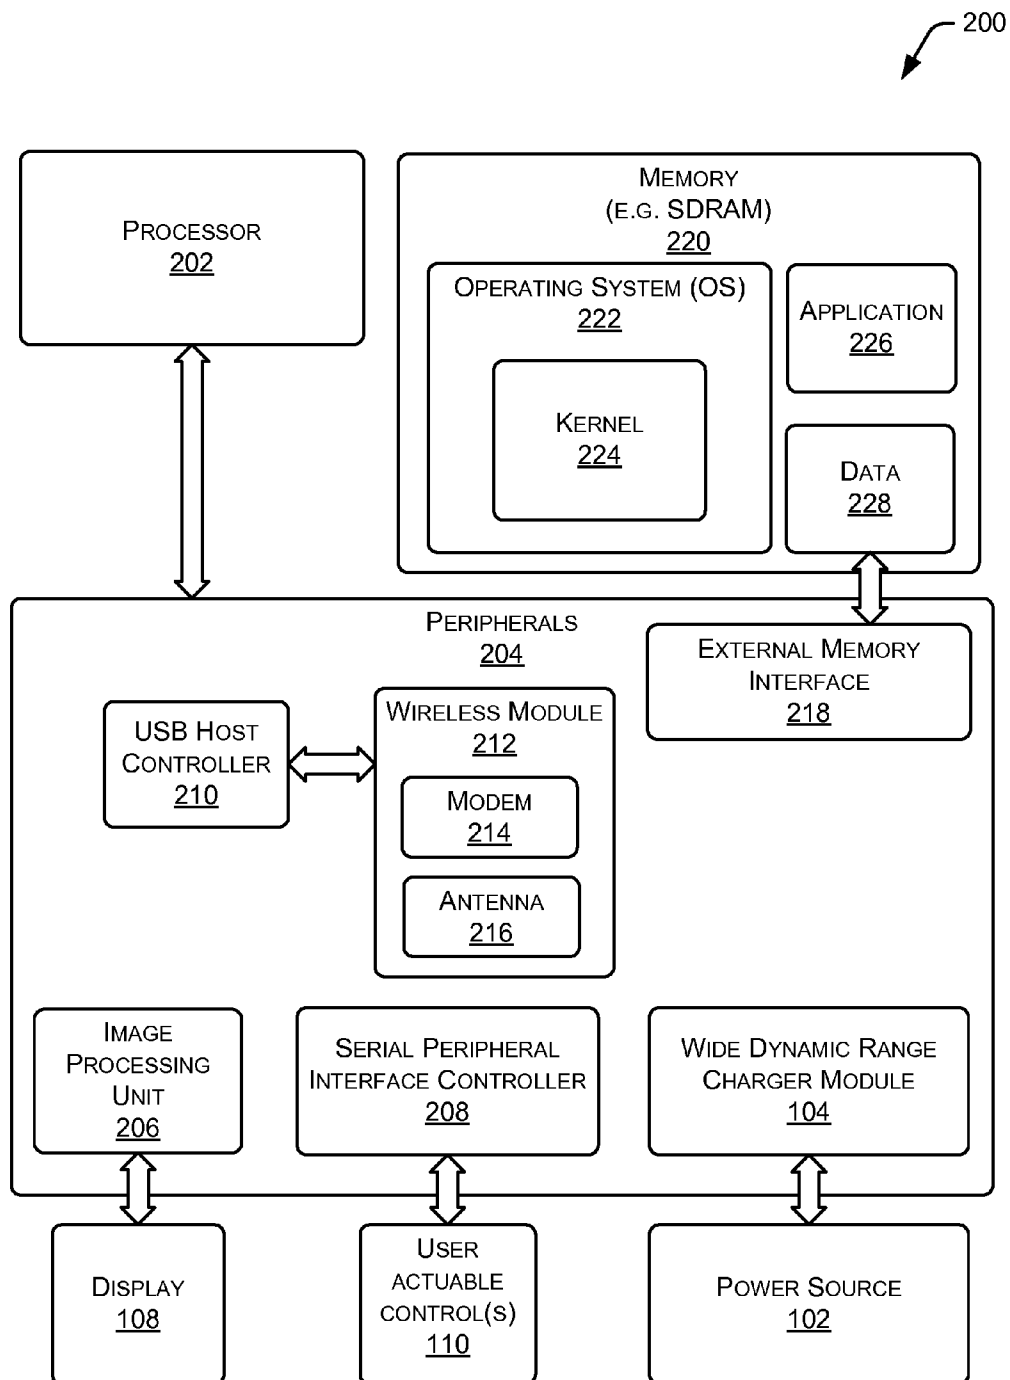 200
PROCESSOR
202
MEMORY
(E.G. SDRAM)
220
OPERATING SYSTEM (OS)
222
KERNEL
224
APPLICATION
226
DATA
228
PERIPHERALS
204
EXTERNAL MEMORY
INTERFACE
218
USB HOST
CONTROLLER
210
WIRELESS MODULE
212
MODEM
214
ANTENNA
216
IMAGE
PROCESSING
UNIT
206
SERIAL PERIPHERAL
INTERFACE CONTROLLER
208
WIDE DYNAMIC RANGE
CHARGER MODULE
104
DISPLAY
108
USER
ACTUABLE
CONTROL(S)
110
POWER SOURCE
102